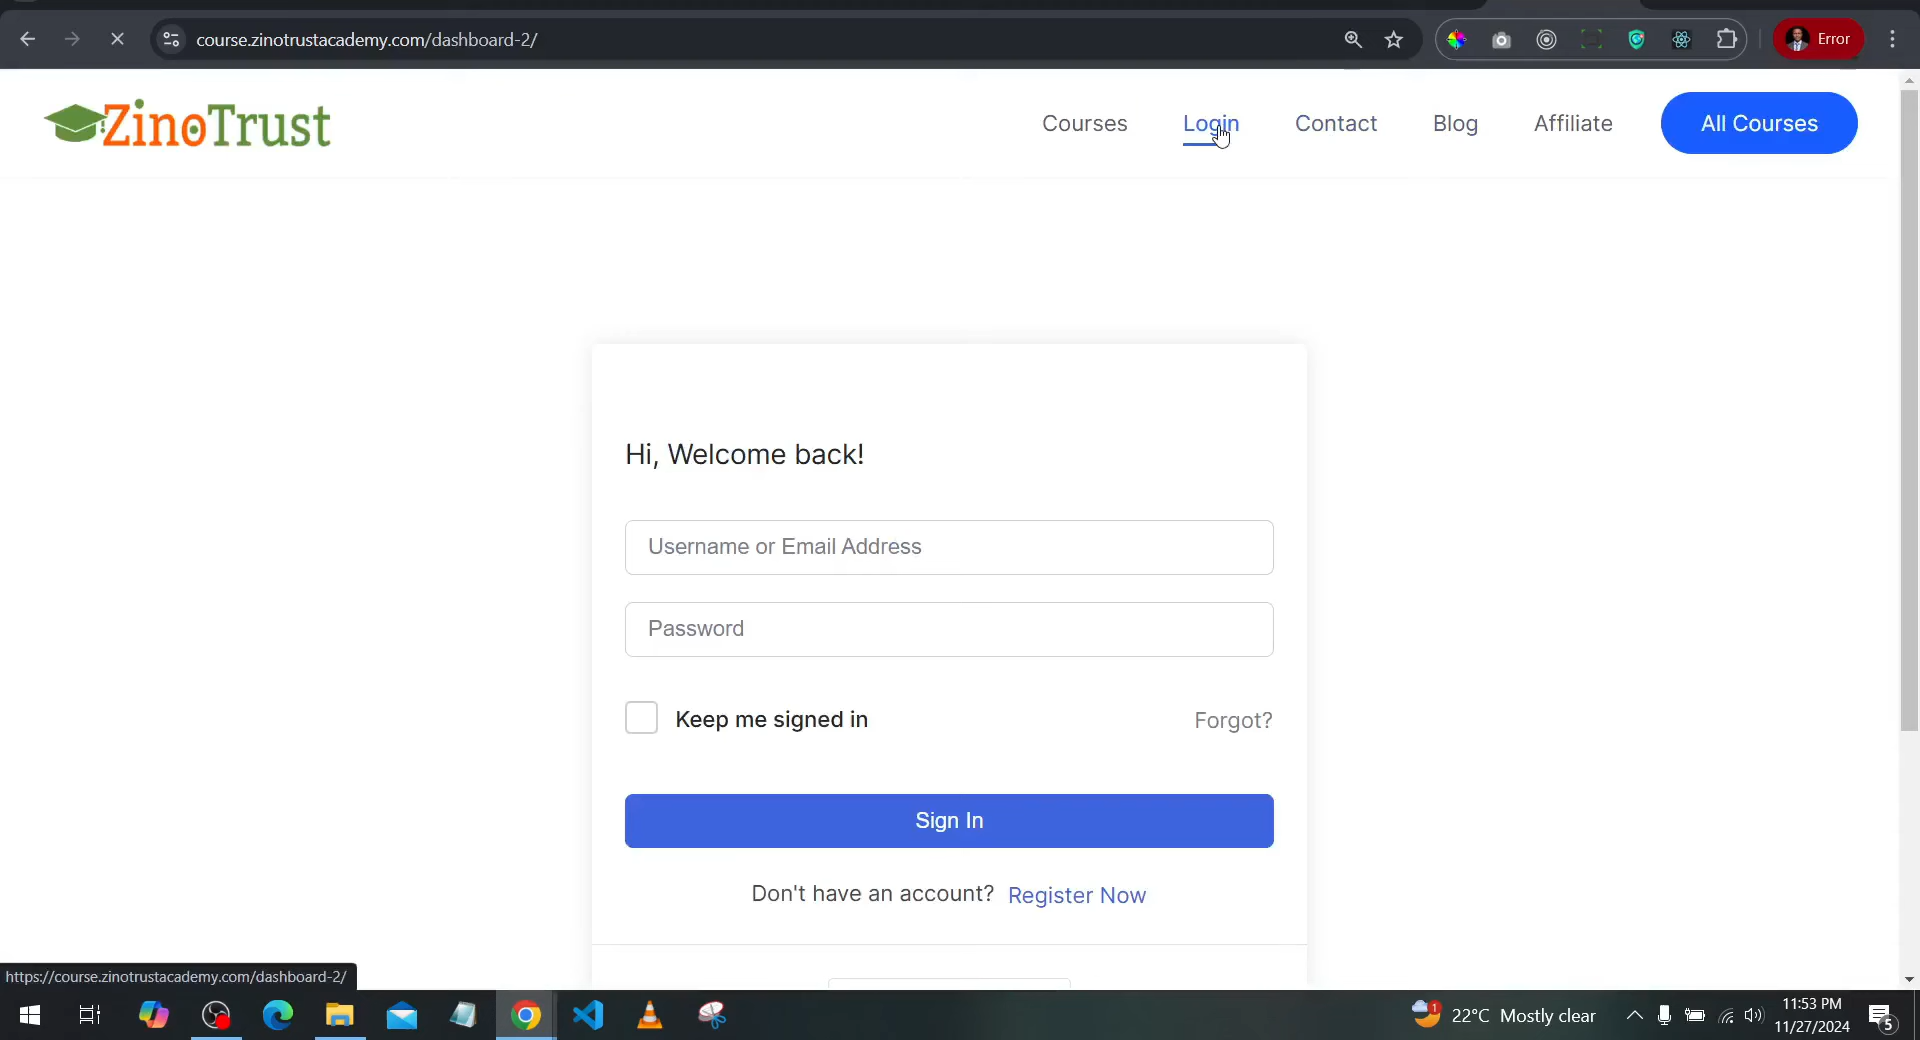 course.zinotrustacademy.com/dashboard-2/
Error
ZinoTrust
Courses
Login
Contact
Blog
Affiliate
All Courses
Hi, Welcome back!
Username or Email Address
Password
Keep me signed in
Forgot?
Sign In
Don't have an account? Register Now
https://course.zinotrustacademy.com/dashboard-2/
1
22°C Mostly clear
11:53 PM
11/27/2024
5